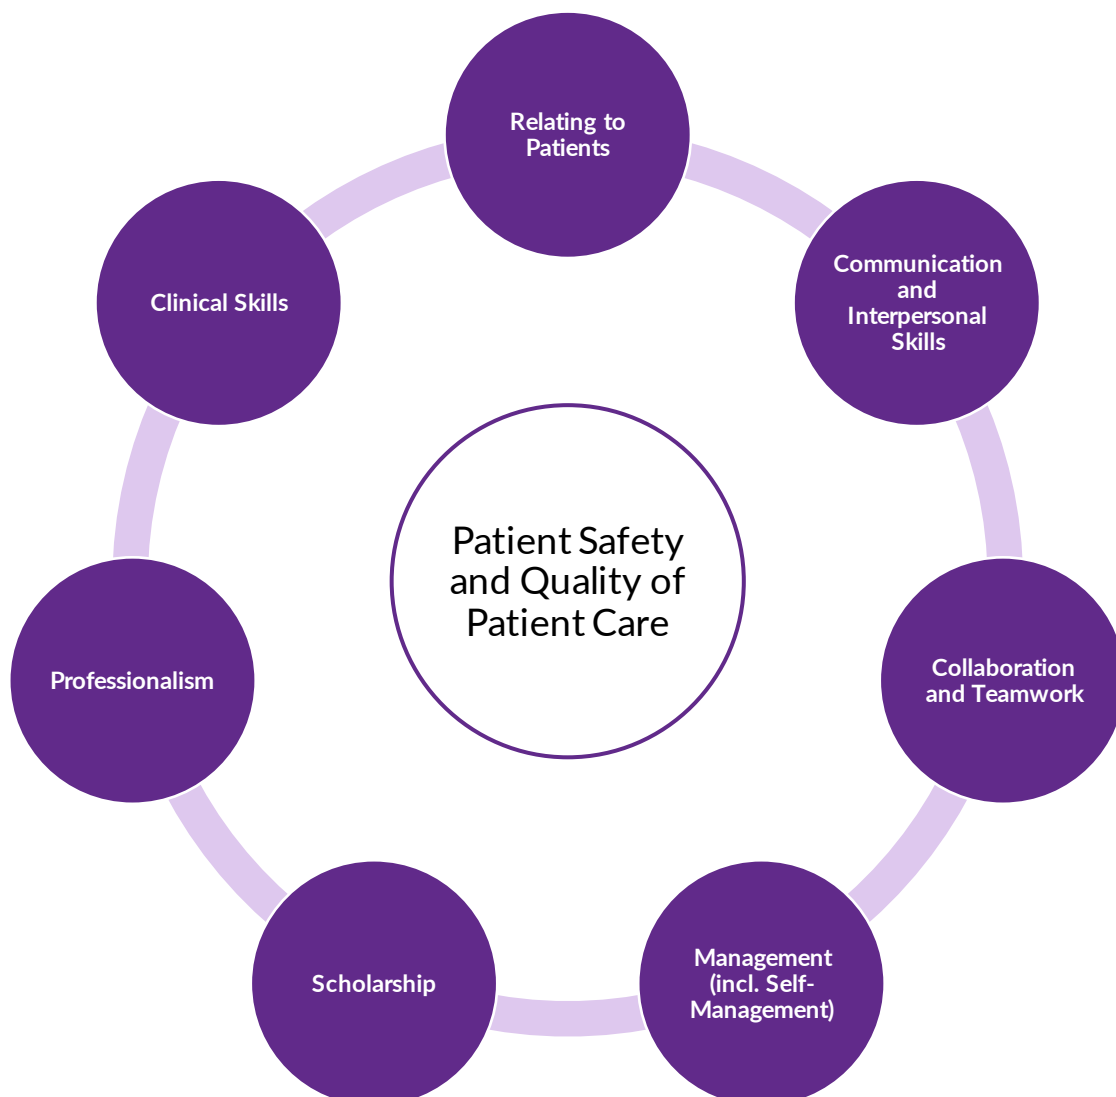 Relating to
Patients
Communication
and
Interpersonal
Skills
Collaboration
and Teamwork
Management
(incl. Self-
Management)
Scholarship
Professionalism
Clinical Skills
Patient Safety
and Quality of
Patient Care